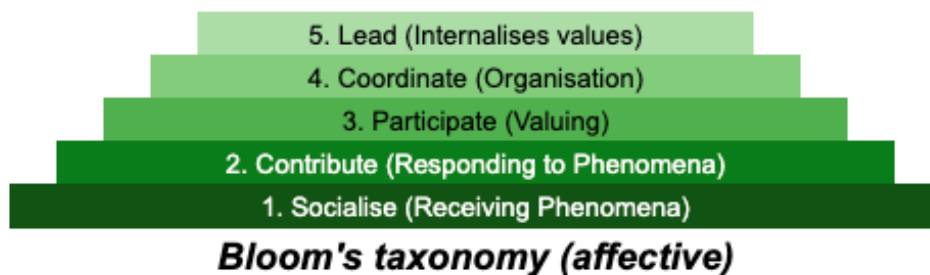 5. Lead (Internalises values)
4. Coordinate (Organisation)
3. Participate (Valuing)
2. Contribute (Responding to Phenomena)
1. Socialise (Receiving Phenomena)
Bloom's taxonomy (affective)